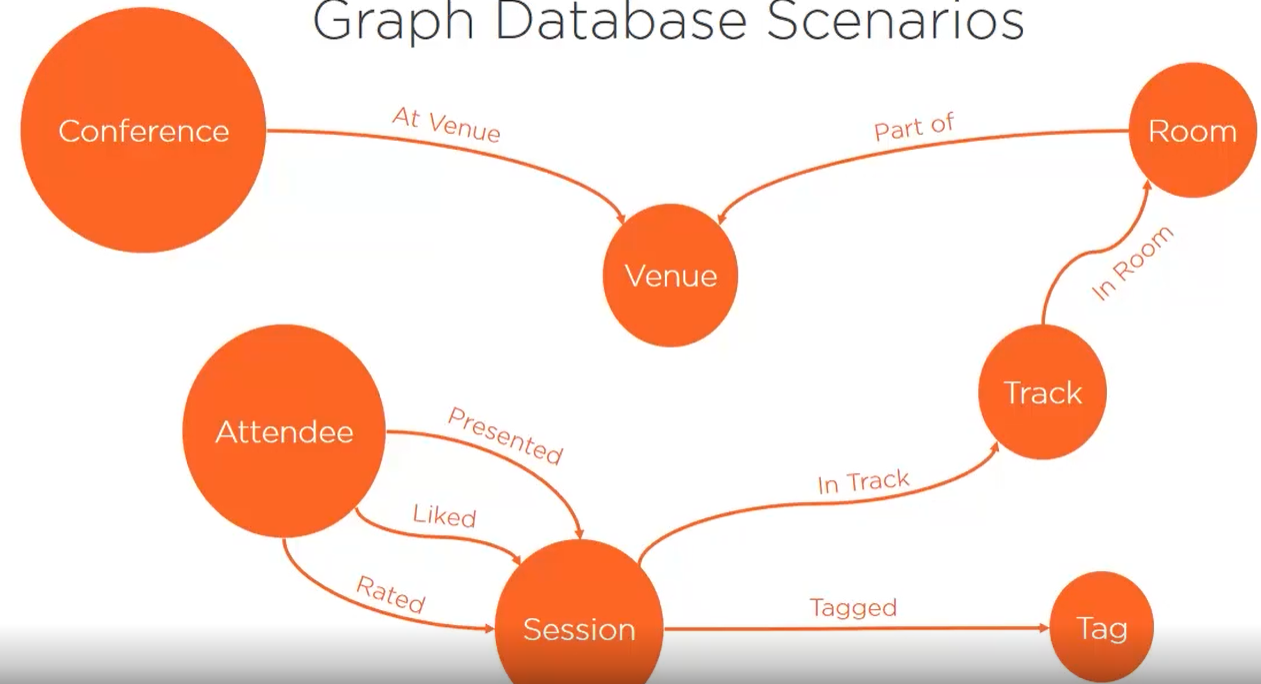 Graph Database Scenarios
Conference
At Venue
Part of
Room
Venue
In Room
Track
Attendee
Presented
In Track
Liked
Rated
Session
Tagged
Tag